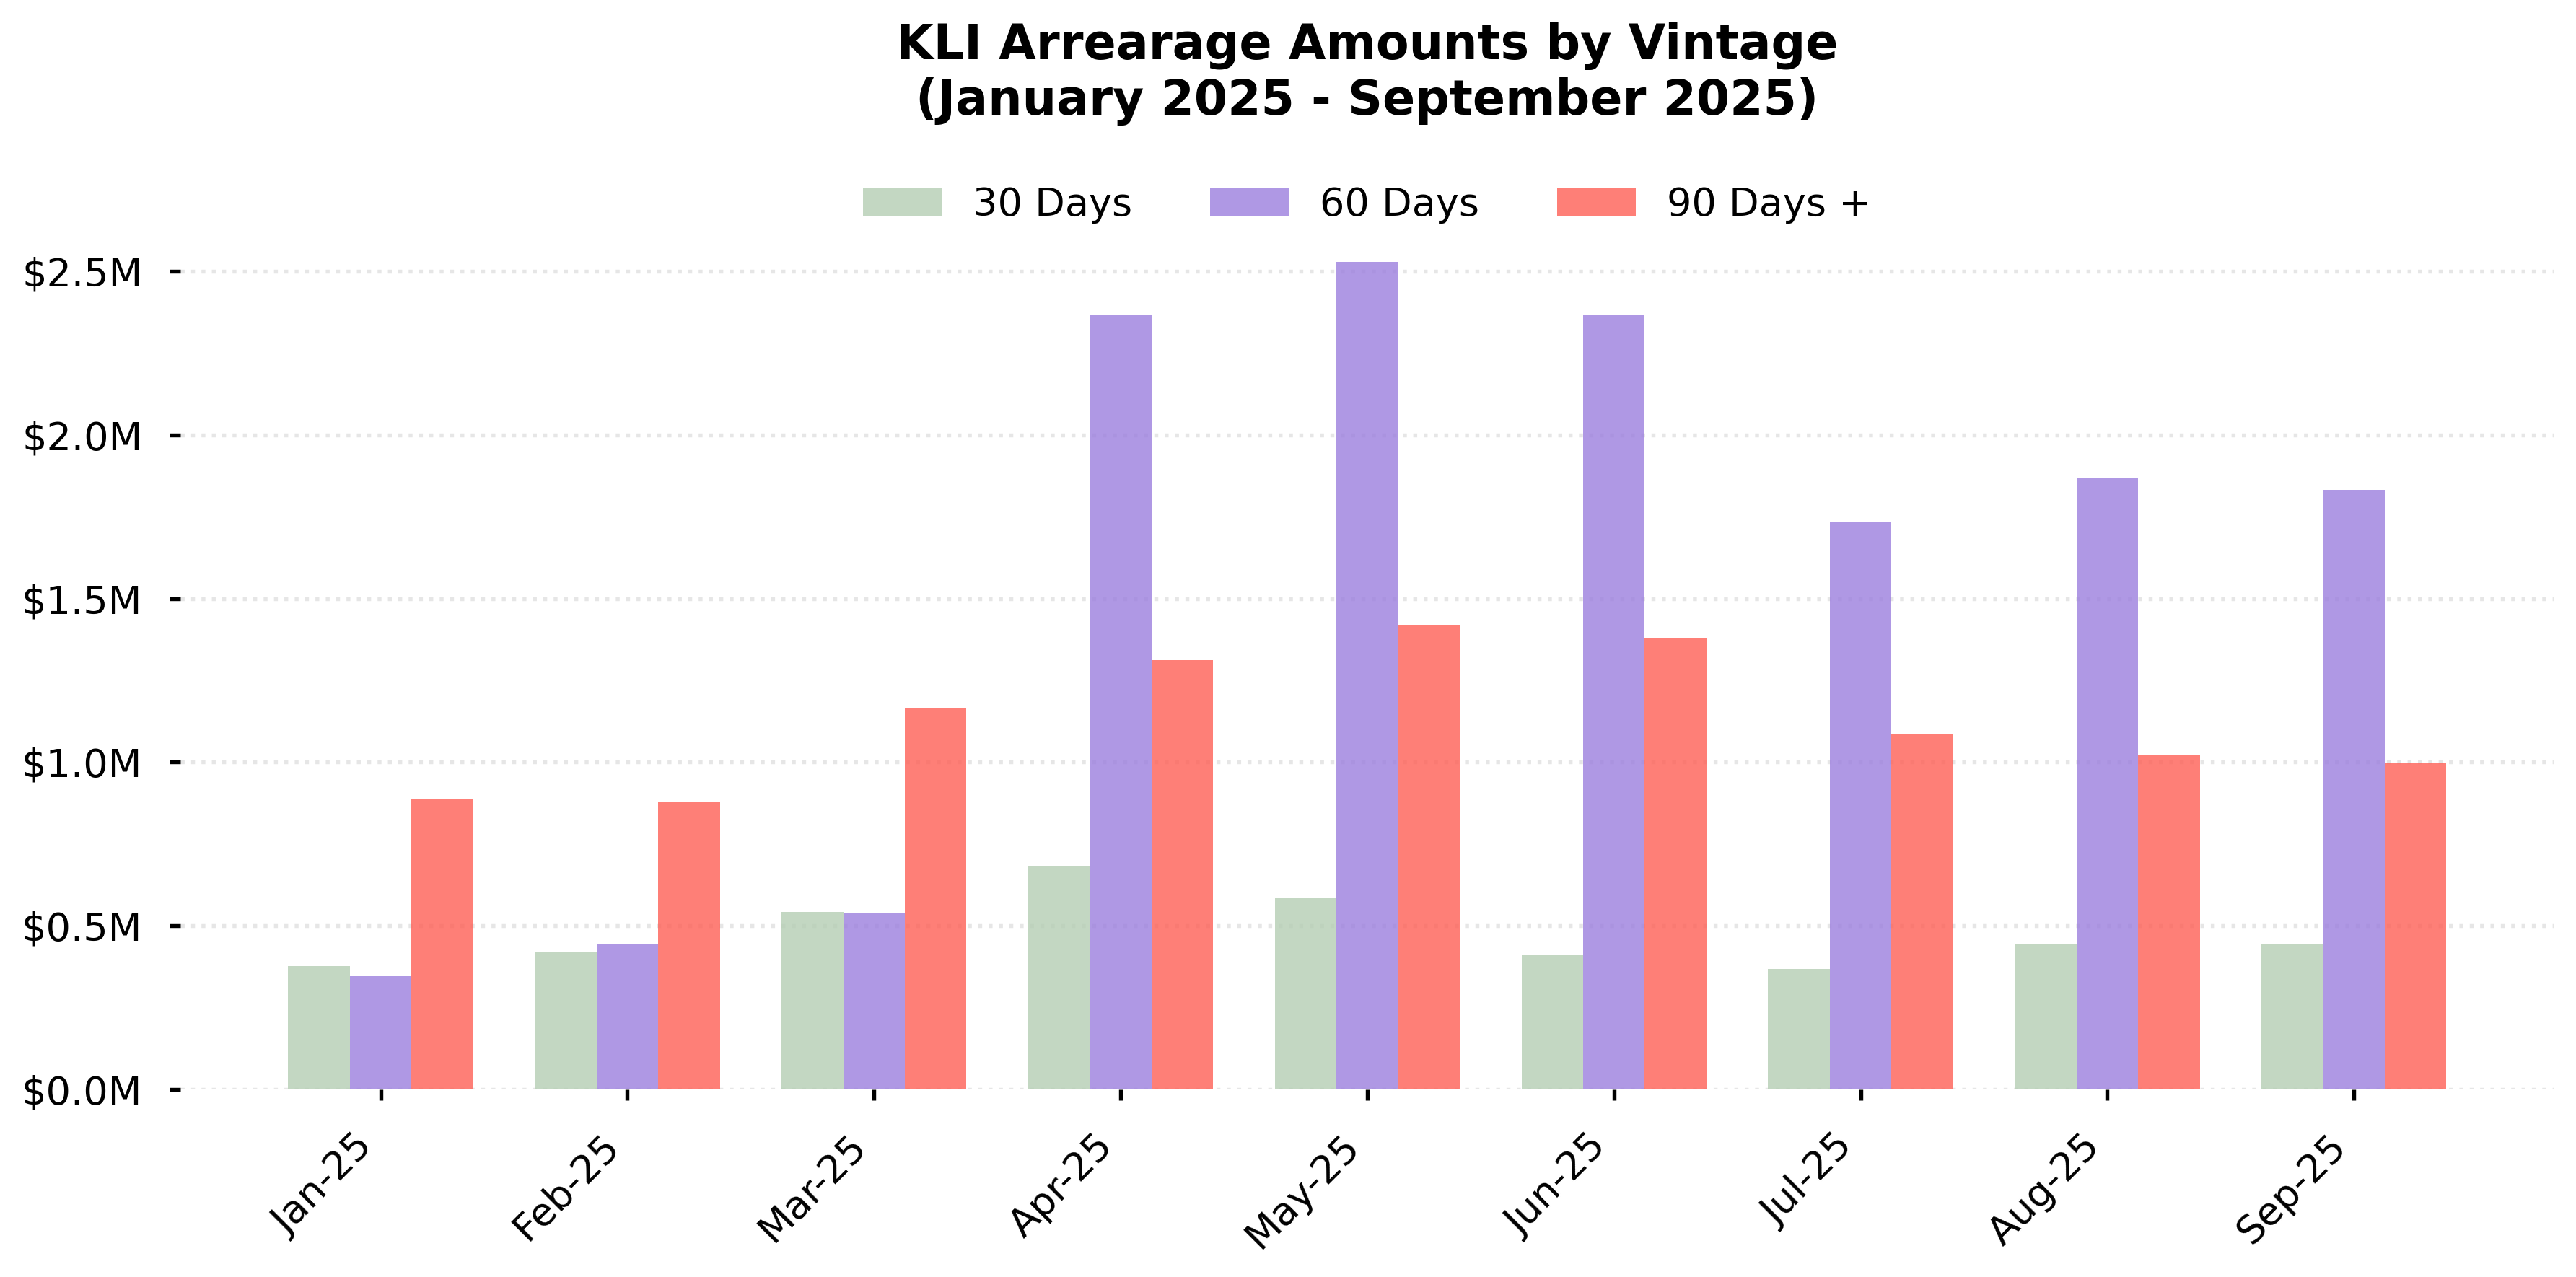 KLI Arrearage Amounts by Vintage
(January 2025 - September 2025)
30 Days 60 Days 90 Days +
$2.5M
$2.0M
$1.5M
$1.0M
$0.5M
$0.0M
Jan-25 Feb-25 Mar-25 Apr-25 May-25 Jun-25 Jul-25 Aug-25 Sep-25